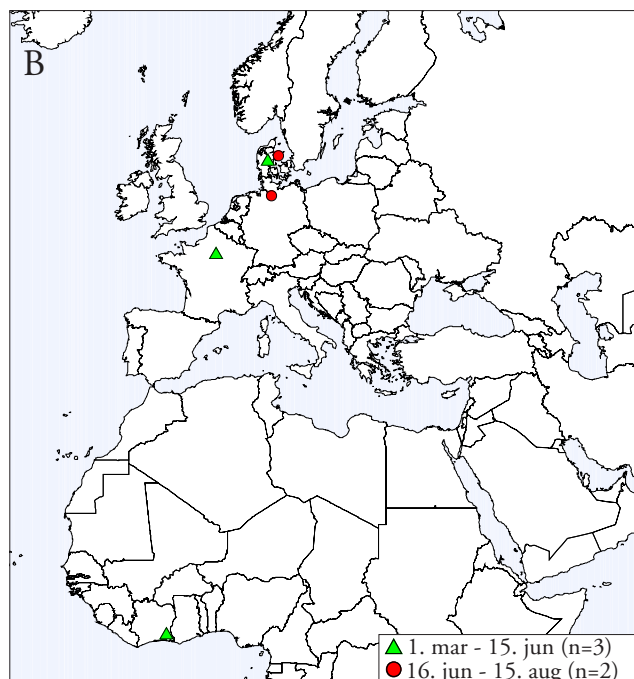 B
1. mar - 15. jun (n=3)
16. jun - 15. aug (n=2)